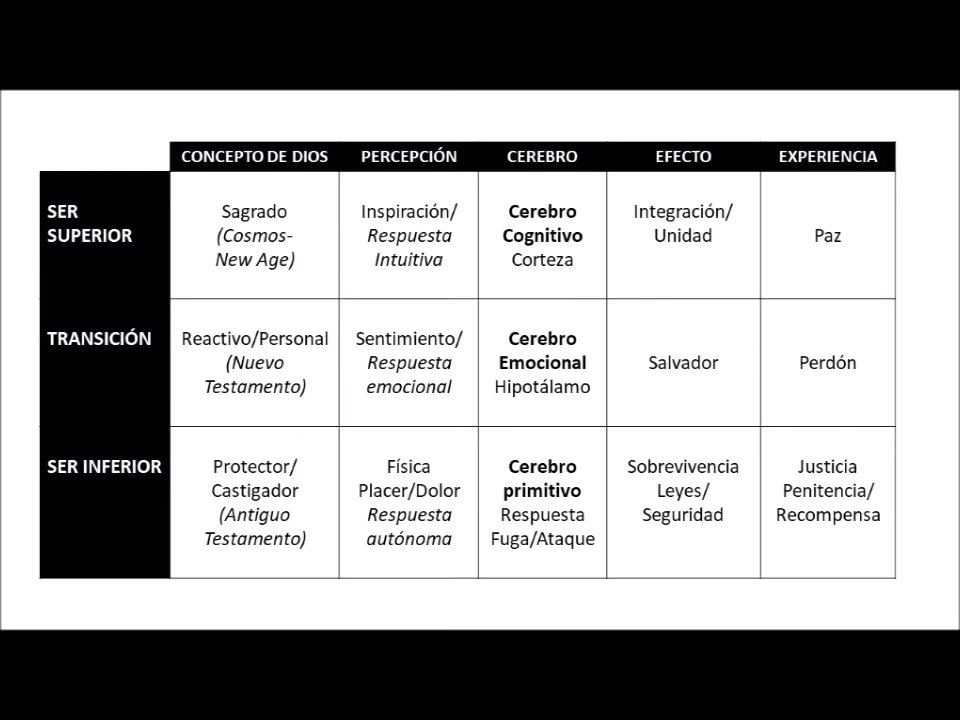 CONCEPTO DE DIOS PERCEPCIÓN CEREBRO EFECTO EXPERIENCIA
SER
SUPERIOR
Sagrado
(Cosmos-
New Age)
Inspiración/
Respuesta
Intuitiva
Cerebro
Cognitivo
Corteza
Integración/
Unidad
Paz
TRANSICIÓN
Reactivo/Personal
(Nuevo
Testamento)
Sentimiento/
Respuesta
emocional
Cerebro
Emocional
Hipotálamo
Salvador
Perdón
SER INFERIOR
Protector/
Castigador
(Antiguo
Testamento)
Física
Placer/Dolor
Respuesta
autónoma
Cerebro
primitivo
Respuesta
Fuga/Ataque
Sobrevivencia
Leyes/
Seguridad
Justicia
Penitencia/
Recompensa